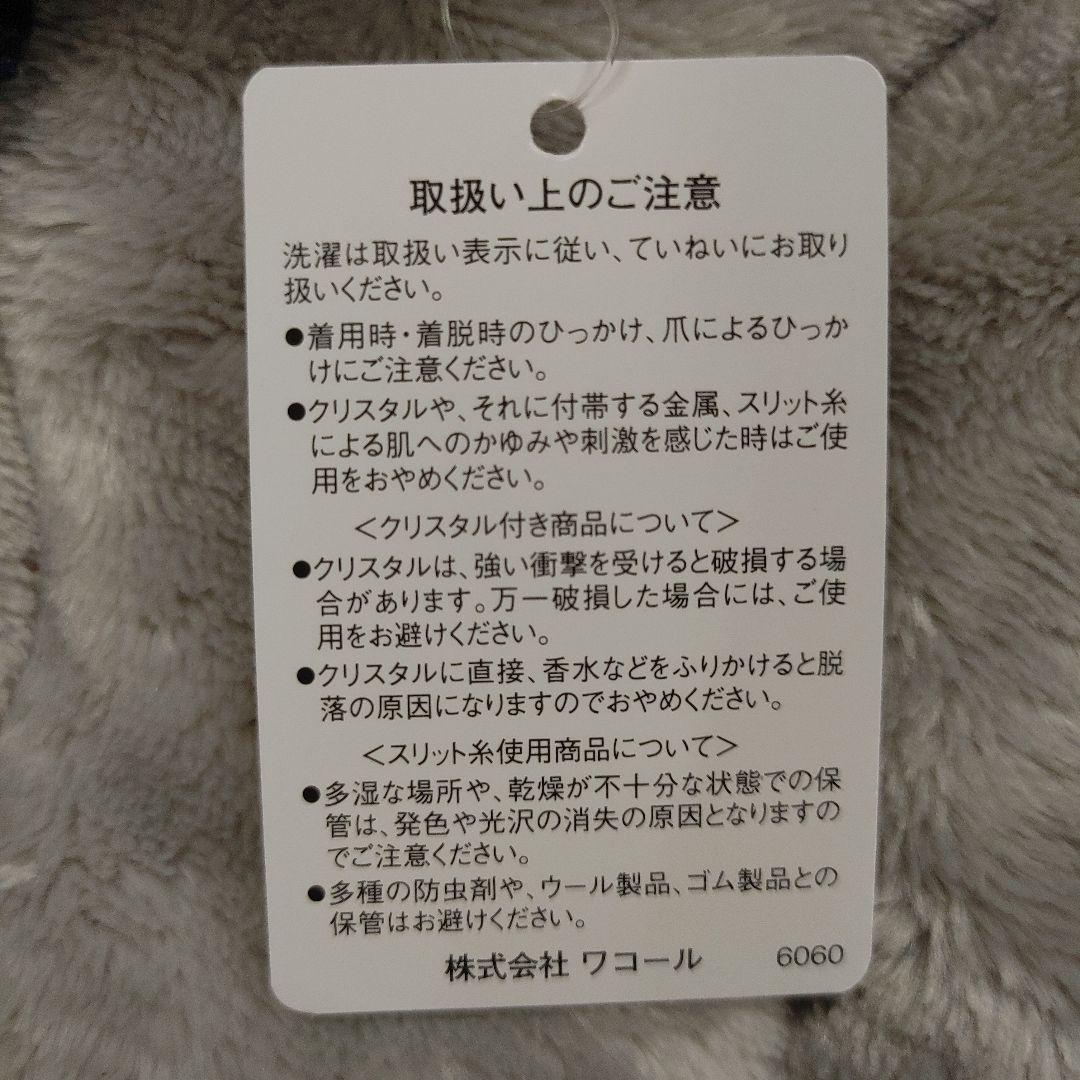 取扱い上のご注意
洗濯は取扱い表示に従い、ていねいにお取り
扱いください。
●着用時・着脱時のひっかけ、爪によるひっか
けにご注意ください。
●クリスタルや、それに付帯する金属、スリット糸
による肌へのかゆみや刺激を感じた時はご使
用をおやめください。
＜クリスタル付き商品について＞
●クリスタルは、強い衝撃を受けると破損する場
合があります。万一破損した場合には、ご使
用をお避けください。
●クリスタルに直接、香水などをふりかけると脱
落の原因になりますのでおやめください。
＜スリット糸使用商品について＞
●多湿な場所や、乾燥が不十分な状態での保
管は、発色や光沢の消失の原因となりますの
でご注意ください。
●多種の防虫剤や、ウール製品、ゴム製品との
保管はお避けください。
株式会社 ワコール 6060